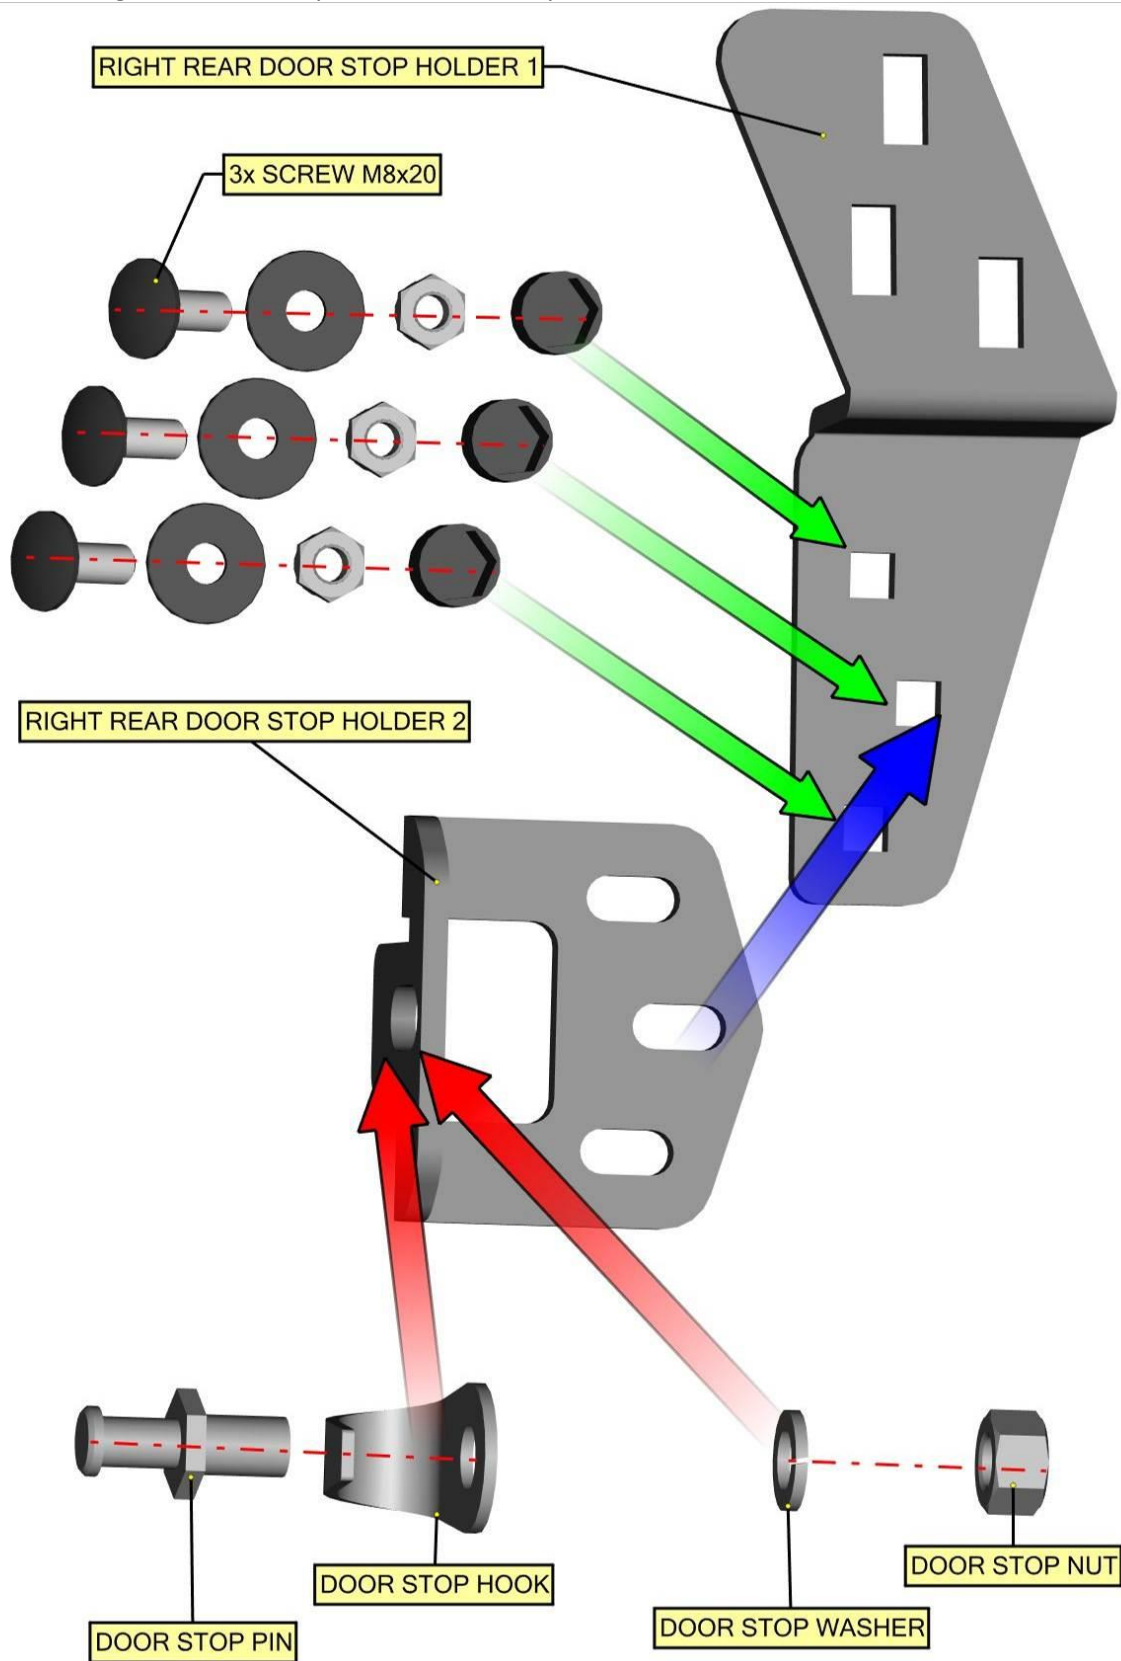 RIGHT REAR DOOR STOP HOLDER 1
3x SCREW M8x20
RIGHT REAR DOOR STOP HOLDER 2
DOOR STOP HOOK
DOOR STOP NUT
DOOR STOP PIN
DOOR STOP WASHER